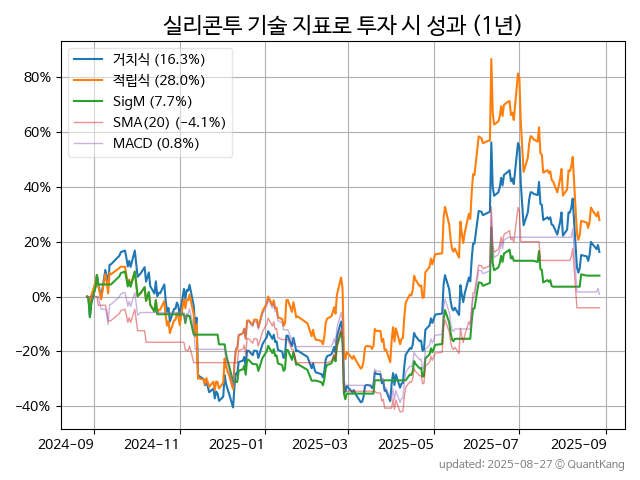 실리콘투 기술 지표로 투자 시 성과 (1년)
거치식 (16.3%)
적립식 (28.0%)
SigM (7.7%)
SMA(20) (−4.1%)
MACD (0.8%)
80%
60%
40%
20%
0%
−20%
−40%
2024-09 2024-11 2025-01 2025-03 2025-05 2025-07 2025-09
updated: 2025-08-27 © QuantKang